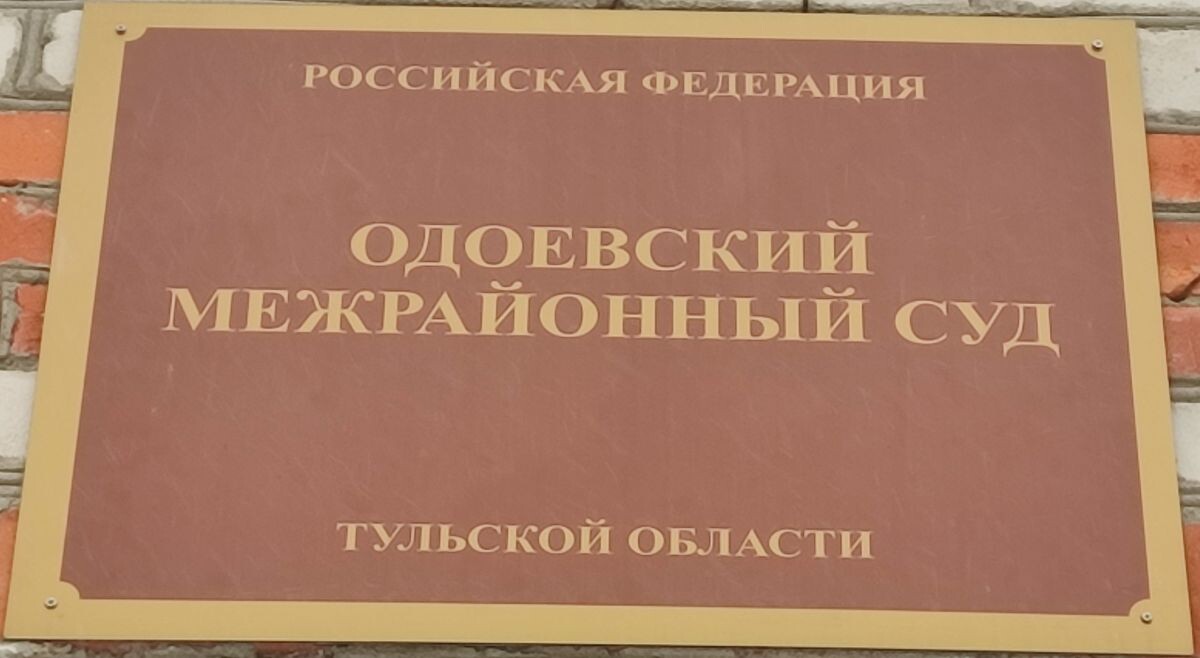 РОССИЙСКАЯ ФЕДЕРАЦИЯ
ОДОЕВСКИЙ
МЕЖРАЙОННЫЙ СУД
ТУЛЬСКОЙ ОБЛАСТИ